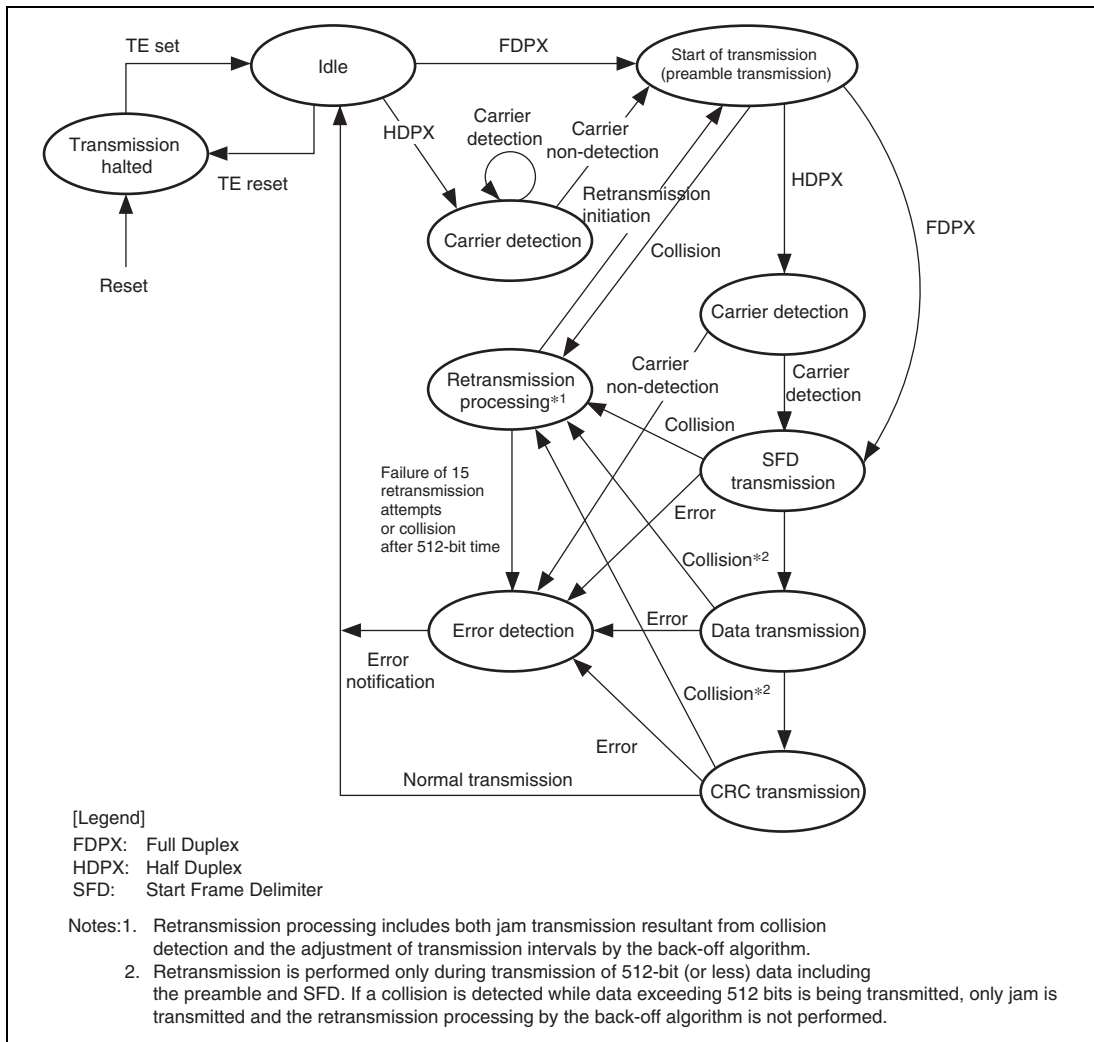 TE set
Idle
FDPX
Start of transmission
(preamble transmission)
Transmission
halted
TE reset
Reset
HDPX
Carrier
detection
Carrier
non-detection
Carrier detection
Retransmission
initiation
Collision
HDPX
FDPX
Carrier detection
Carrier
non-detection
Carrier
detection
Retransmission
processing*1
Collision
SFD
transmission
Failure of 15
retransmission
attempts
or collision
after 512-bit time
Error
Collision*2
Error detection
Error
Data transmission
Error
notification
Collision*2
Error
Normal transmission
CRC transmission
[Legend]
FDPX: Full Duplex
HDPX: Half Duplex
SFD: Start Frame Delimiter
Notes:1. Retransmission processing includes both jam transmission resultant from collision
detection and the adjustment of transmission intervals by the back-off algorithm.
2. Retransmission is performed only during transmission of 512-bit (or less) data including
the preamble and SFD. If a collision is detected while data exceeding 512 bits is being transmitted, only jam is
transmitted and the retransmission processing by the back-off algorithm is not performed.